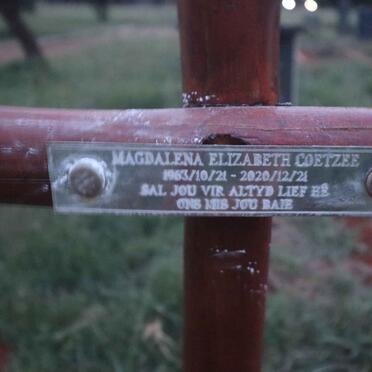 MAGDALENA ELIZABETH COETZEE
1963/10/21 - 2020/12/21
SAL JOU VIR ALTYD LIEF HÊ
ONS MIS JOU BAIE